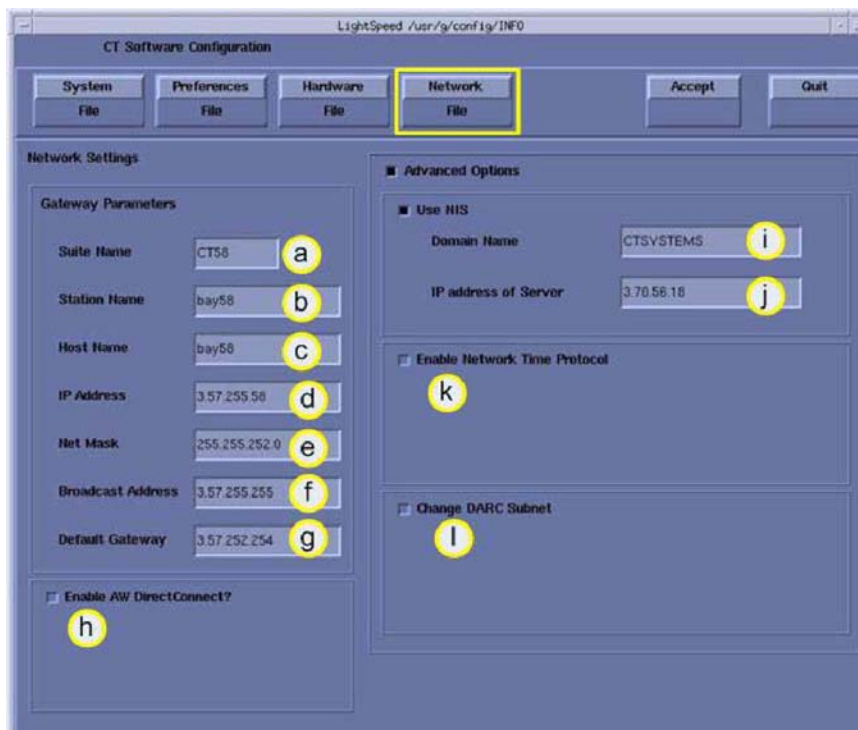 LightSpeed /usr/g/config/INFO
CT Software Configuration
System Preferences Hardware Network Accept Quit
File File File File
Network Settings
Advanced Options
Gateway Parameters
Use NIS
Suite Name CT58 a
Domain Name CTSYSTEMS i
Station Name bay58 b
IP address of Server 3.70.56.18 j
Host Name bay58 c
Enable Network Time Protocol
k
IP Address 3.57.255.58 d
Net Mask 255.255.252.0 e
Broadcast Address 3.57.255.255 f
Change DARC Subnet
l
Default Gateway 3.57.252.254 g
Enable AW DirectConnect?
h